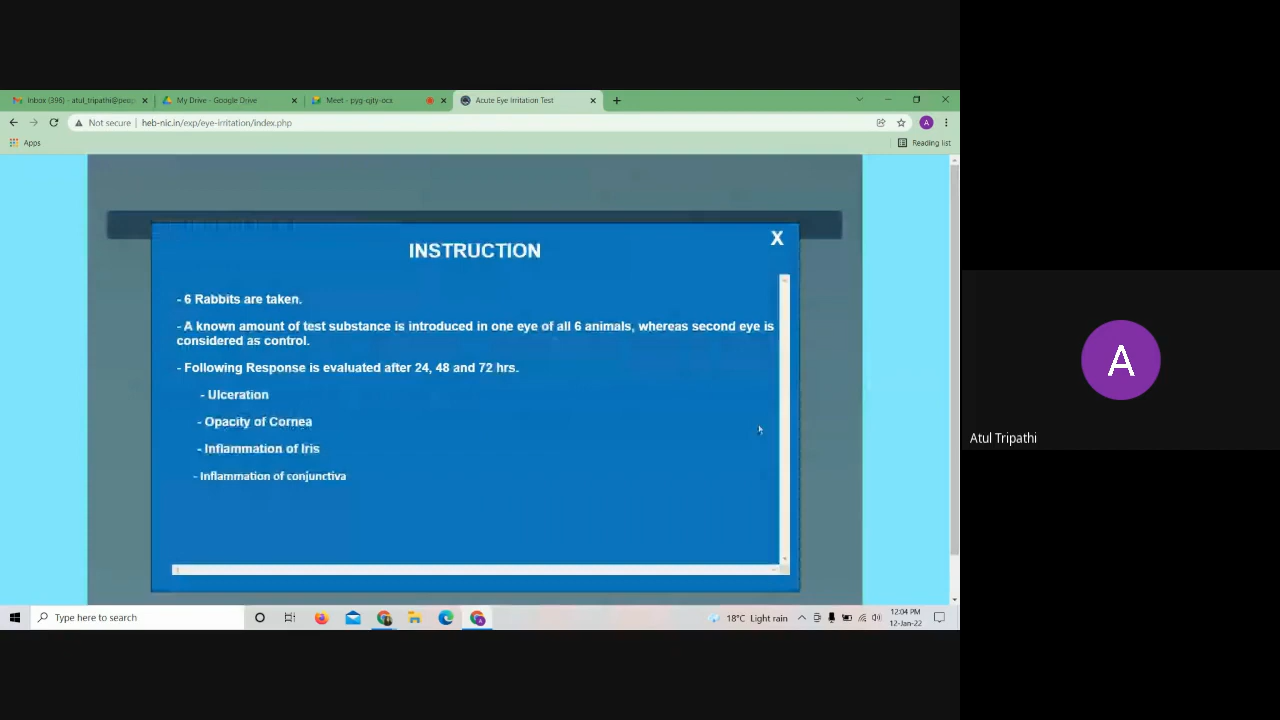 Inbox (396) - atul_tripathi@peop
My Drive - Google Drive
Meet - pyg-cjty-ocx
Acute Eye Irritation Test
Not secure | heb-nic.in/exp/eye-irritation/index.php
A
Apps
Reading list
X
INSTRUCTION
- 6 Rabbits are taken.
- A known amount of test substance is introduced in one eye of all 6 animals, whereas second eye is
considered as control.
- Following Response is evaluated after 24, 48 and 72 hrs.
- Ulceration
- Opacity of Cornea
- Inflammation of Iris
- Inflammation of conjunctiva
A
Atul Tripathi
Type here to search
18°C Light rain
12:04 PM
12-Jan-22